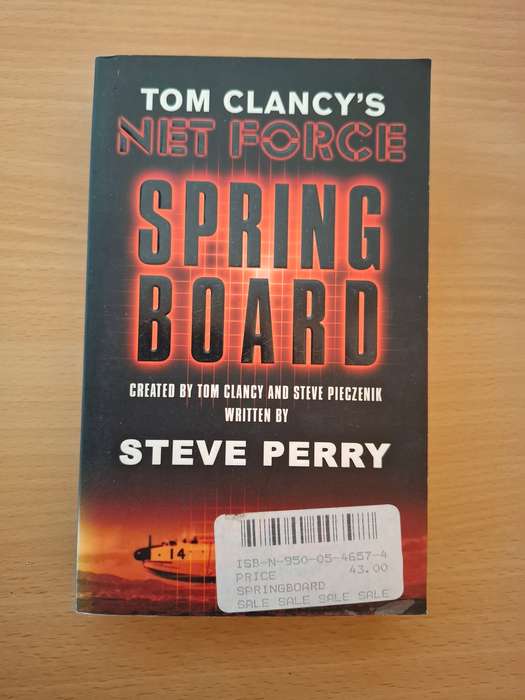 TOM CLANCY'S
NET FORCE
SPRING
BOARD
CREATED BY TOM CLANCY AND STEVE PIECZENIK
WRITTEN BY
STEVE PERRY
14
ISB-N-950-05-4657-4
PRICE 43.00
SPRINGBOARD
SALE SALE SALE SALE